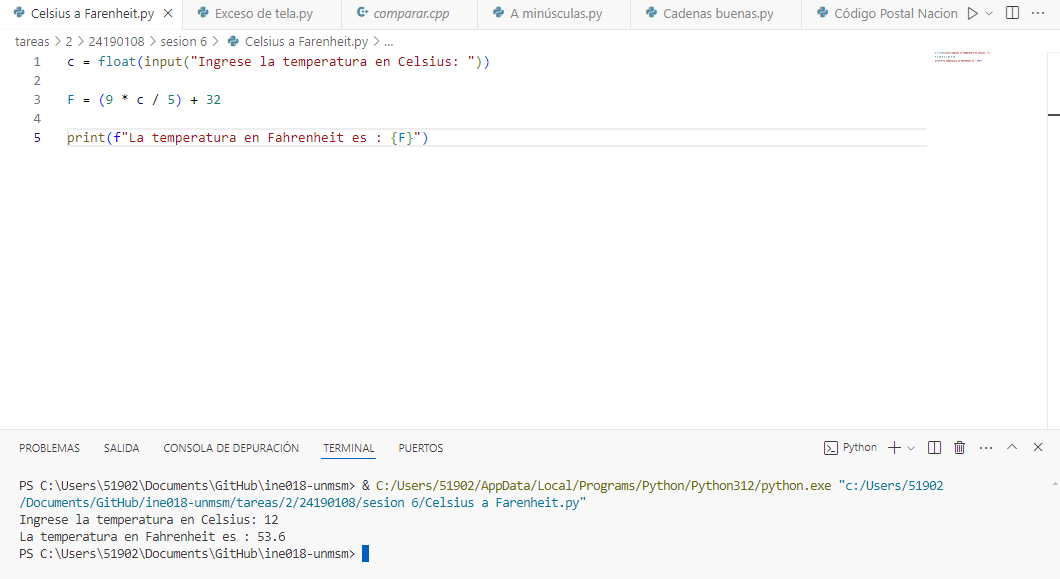 Celsius a Farenheit.py Exceso de tela.py comparar.cpp A minúsculas.py Cadenas buenas.py Código Postal Nacion
tareas > 2 > 24190108 > sesion 6 > Celsius a Farenheit.py > ...
1 c = float(input("Ingrese la temperatura en Celsius: "))
2
3 F = (9 * c / 5) + 32
4
5 print(f"La temperatura en Fahrenheit es : {F}")
PROBLEMAS SALIDA CONSOLA DE DEPURACIÓN TERMINAL PUERTOS Python
PS C:\Users\51902\Documents\GitHub\ine018-unmsm> & C:/Users/51902/AppData/Local/Programs/Python/Python312/python.exe "c:/Users/51902
/Documents/GitHub/ine018-unmsm/tareas/2/24190108/sesion 6/Celsius a Farenheit.py"
Ingrese la temperatura en Celsius: 12
La temperatura en Fahrenheit es : 53.6
PS C:\Users\51902\Documents\GitHub\ine018-unmsm>